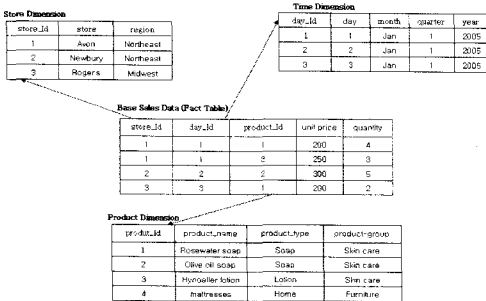 Store Dimension
store_id store region
1 Avon Northeast
2 Newbury Northeast
3 Rogers Midwest
Time Dimension
day_Id day month quarter year
1 1 Jan 1 2005
2 2 Jan 1 2005
3 3 Jan 1 2005
Base Sales Data (Fact Table)
store_Id day_Id product_Id unit price quantity
1 1 1 200 4
1 1 250 3
2 2 2 300 5
3 3 1 200 2
Product Dimension
product_name product_type product-group
1 Rosewater soap Soap Skin care
2 Olive oil soap Soap Skin care
3 lotion Lotion Skin care
4 mattresses Home Furniture